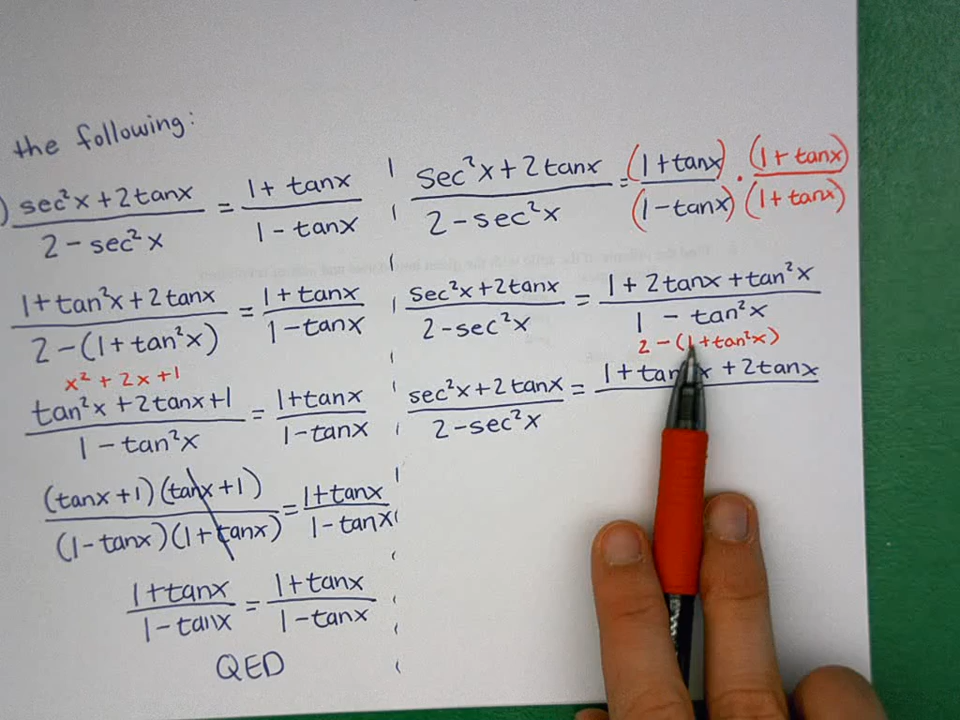 the following:
) sec²x + 2tanx / 2 - sec²x = 1 + tanx / 1 - tanx
1 + tan²x + 2tanx / 2 - (1 + tan²x) = 1 + tanx / 1 - tanx
x² + 2x + 1
tan²x + 2tanx + 1 / 1 - tan²x = 1 + tanx / 1 - tanx
(tanx + 1)(tanx + 1) / (1 - tanx)(1 + tanx) = 1 + tanx / 1 - tanx
1 + tanx / 1 - tanx = 1 + tanx / 1 - tanx
QED
sec²x + 2tanx / 2 - sec²x = (1 + tanx) / (1 - tanx) · (1 + tanx) / (1 + tanx)
sec²x + 2tanx / 2 - sec²x = 1 + 2tanx + tan²x / 1 - tan²x
2 - (1 + tan²x)
sec²x + 2tanx / 2 - sec²x = 1 + tan²x + 2tanx